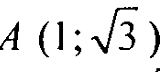 A (1; √3)